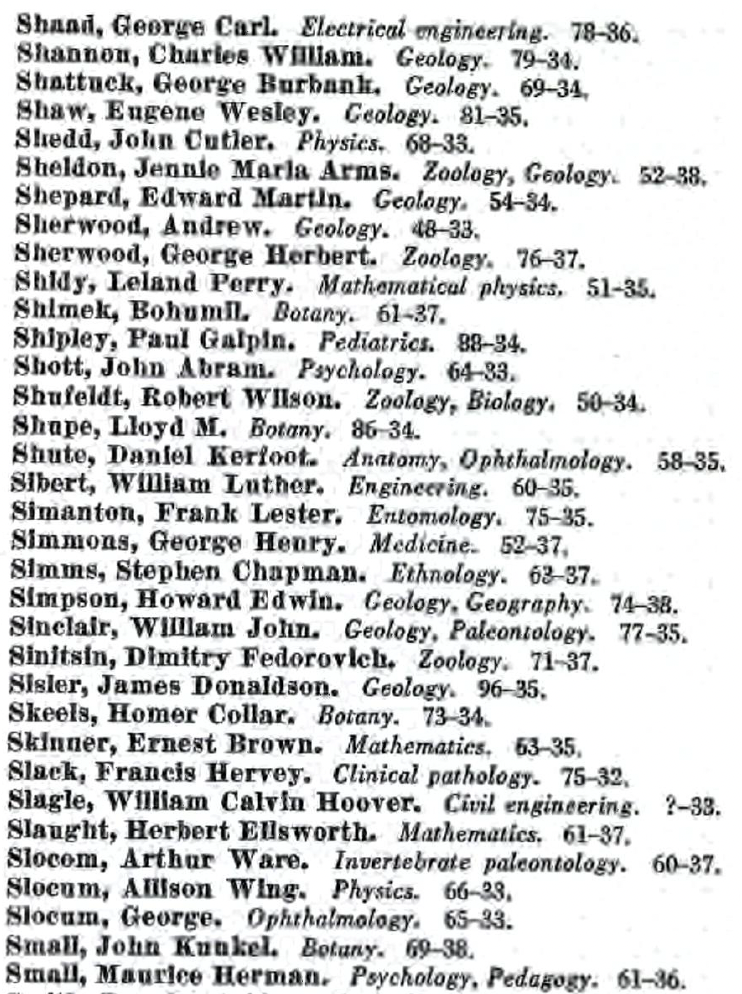 Shaad, George Carl. Electrical engineering. 78–36.
Shannon, Charles William. Geology. 79–34.
Shattuck, George Burbank. Geology. 69–34.
Shaw, Eugene Wesley. Geology. 81–35.
Shedd, John Cutler. Physics. 68–33.
Sheldon, Jennie Maria Arms. Zoology, Geology. 52–38.
Shepard, Edward Martin. Geology. 54–34.
Sherwood, Andrew. Geology. 48–33.
Sherwood, George Herbert. Zoology. 76–37.
Shidy, Leland Perry. Mathematical physics. 51–35.
Shimek, Bohumil. Botany. 61–37.
Shipley, Paul Galpin. Pediatrics. 88–34.
Shott, John Abram. Psychology. 64–33.
Shufeldt, Robert Wilson. Zoology, Biology. 50–34.
Shupe, Lloyd M. Botany. 86–34.
Shute, Daniel Kerfoot. Anatomy, Ophthalmology. 58–35.
Sibert, William Luther. Engineering. 60–35.
Simanton, Frank Lester. Entomology. 75–35.
Simmons, George Henry. Medicine. 52–37.
Simms, Stephen Chapman. Ethnology. 63–37.
Simpson, Howard Edwin. Geology, Geography. 74–38.
Sinclair, William John. Geology, Paleontology. 77–35.
Sinitsin, Dimitry Fedorovich. Zoology. 71–37.
Sisler, James Donaldson. Geology. 96–35.
Skeels, Homer Collar. Botany. 73–34.
Skinner, Ernest Brown. Mathematics. 63–35.
Slack, Francis Hervey. Clinical pathology. 75–32.
Slagle, William Calvin Hoover. Civil engineering. ?–33.
Slaught, Herbert Ellsworth. Mathematics. 61–37.
Slocom, Arthur Ware. Invertebrate paleontology. 60–37.
Slocum, Allison Wing. Physics. 66–33.
Slocum, George. Ophthalmology. 65–33.
Small, John Kunkel. Botany. 69–38.
Small, Maurice Herman. Psychology, Pedagogy. 61–36.